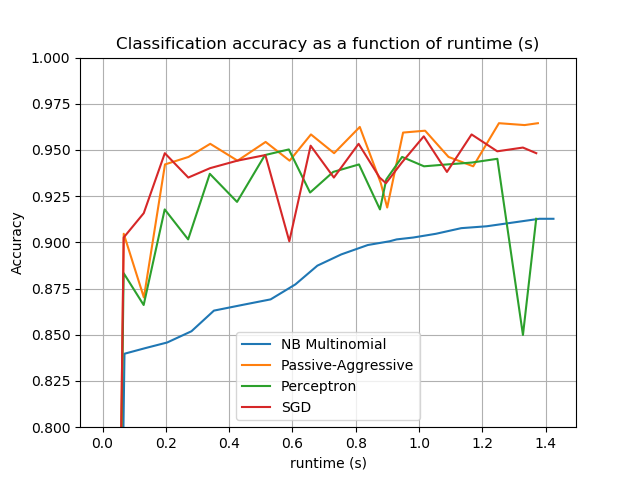 Classification accuracy as a function of runtime (s)
1.000
0.975
0.950
0.925
0.900
0.875
0.850
0.825
0.800
Accuracy
NB Multinomial
Passive-Aggressive
Perceptron
SGD
0.0 0.2 0.4 0.6 0.8 1.0 1.2 1.4
runtime (s)